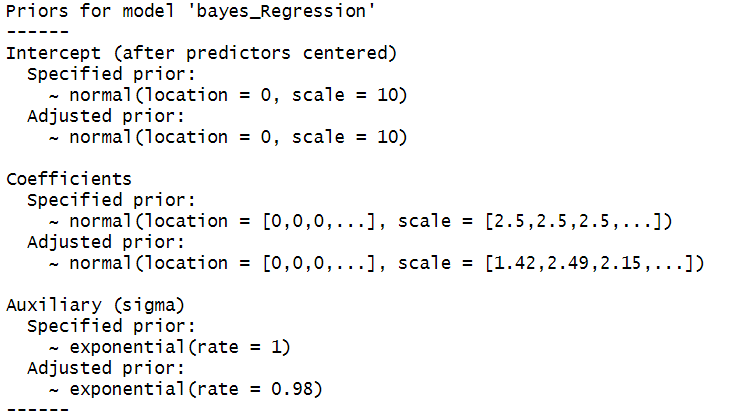 Priors for model 'bayes_Regression'
------
Intercept (after predictors centered)
  Specified prior:
    ~ normal(location = 0, scale = 10)
  Adjusted prior:
    ~ normal(location = 0, scale = 10)

Coefficients
  Specified prior:
    ~ normal(location = [0,0,0,...], scale = [2.5,2.5,2.5,...])
  Adjusted prior:
    ~ normal(location = [0,0,0,...], scale = [1.42,2.49,2.15,...])

Auxiliary (sigma)
  Specified prior:
    ~ exponential(rate = 1)
  Adjusted prior:
    ~ exponential(rate = 0.98)
------